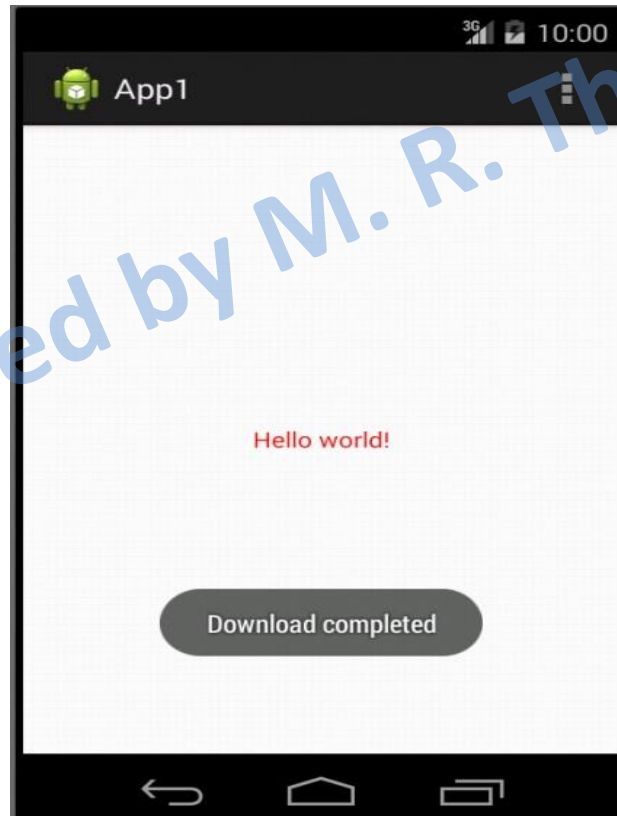 3G 10:00
App1
ed by M. R. Th
Hello world!
Download completed